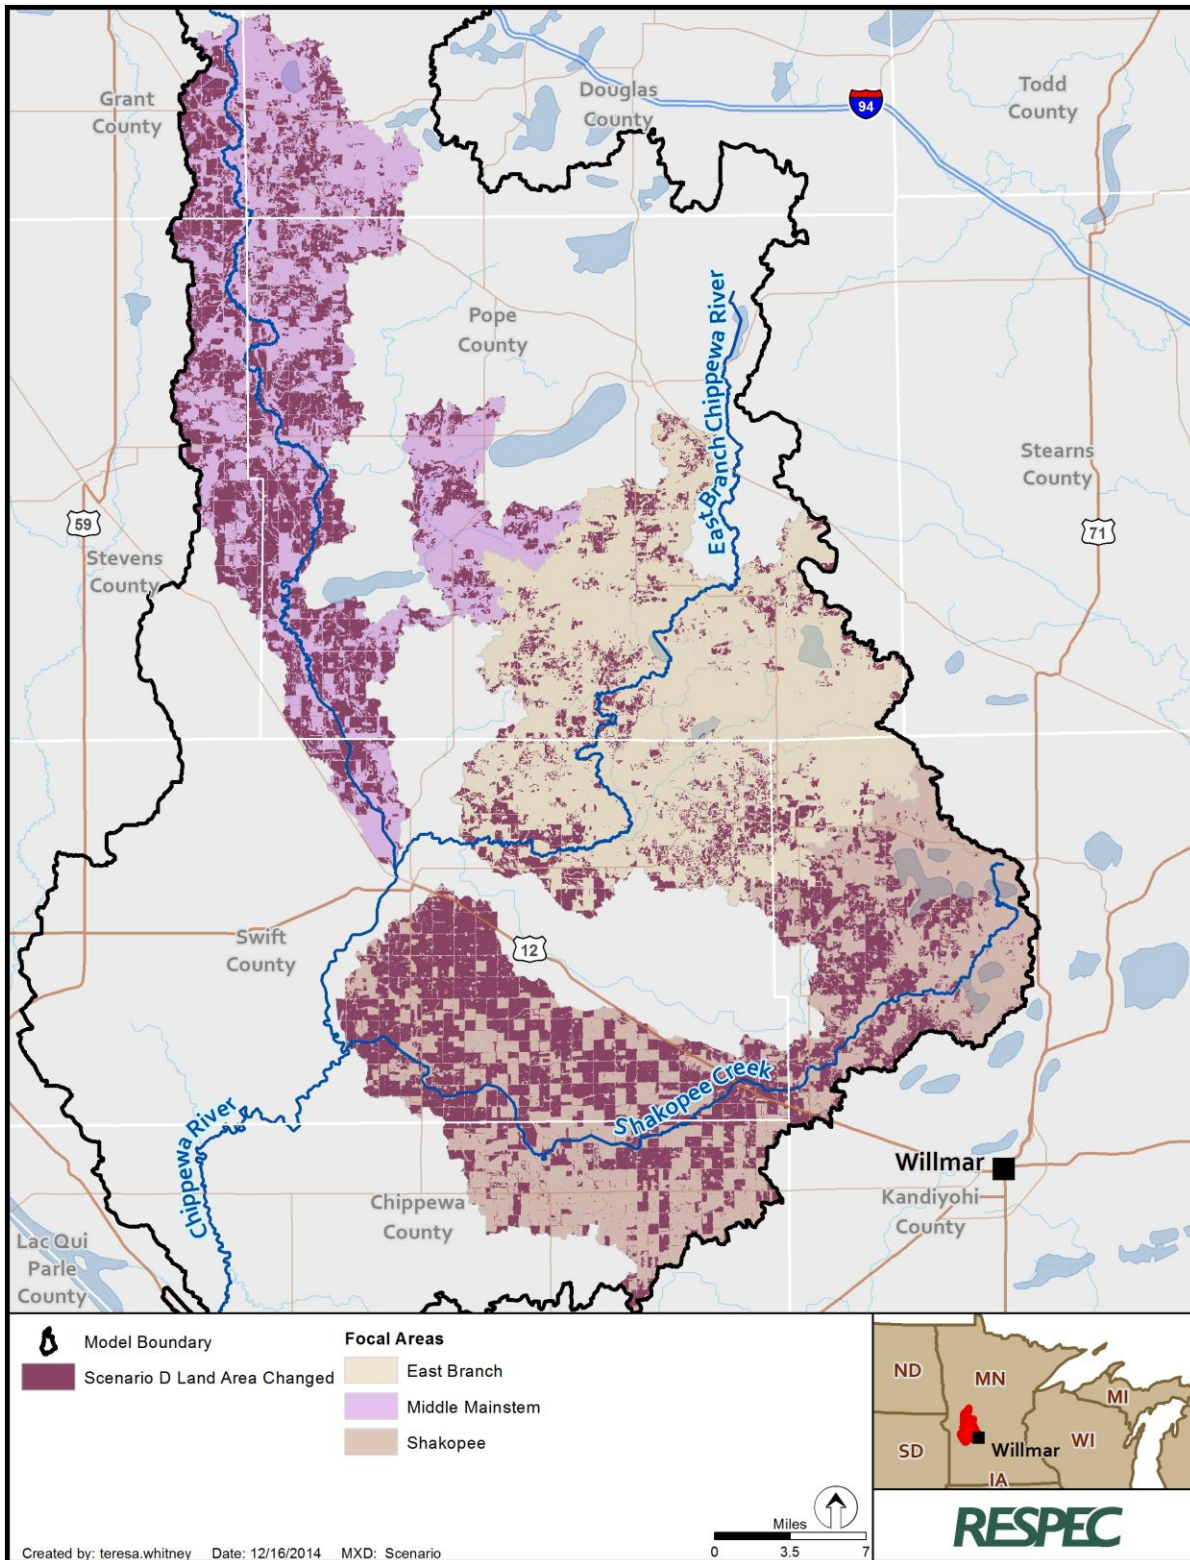 Grant
County
Douglas
County
94
Todd
County
Pope
County
East Branch Chippewa River
Stearns
County
59
71
Stevens
County
Swift
County
12
Shakopee Creek
Chippewa River
Willmar
Chippewa
County
Kandiyohi
County
Lac Qui
Parle
County
Model Boundary
Scenario D Land Area Changed
Focal Areas
East Branch
Middle Mainstem
Shakopee
ND
MN
MI
SD
WI
Willmar
IA
Miles
0 3.5 7
RESPEC
Created by: teresa.whitney Date: 12/16/2014 MXD: Scenario